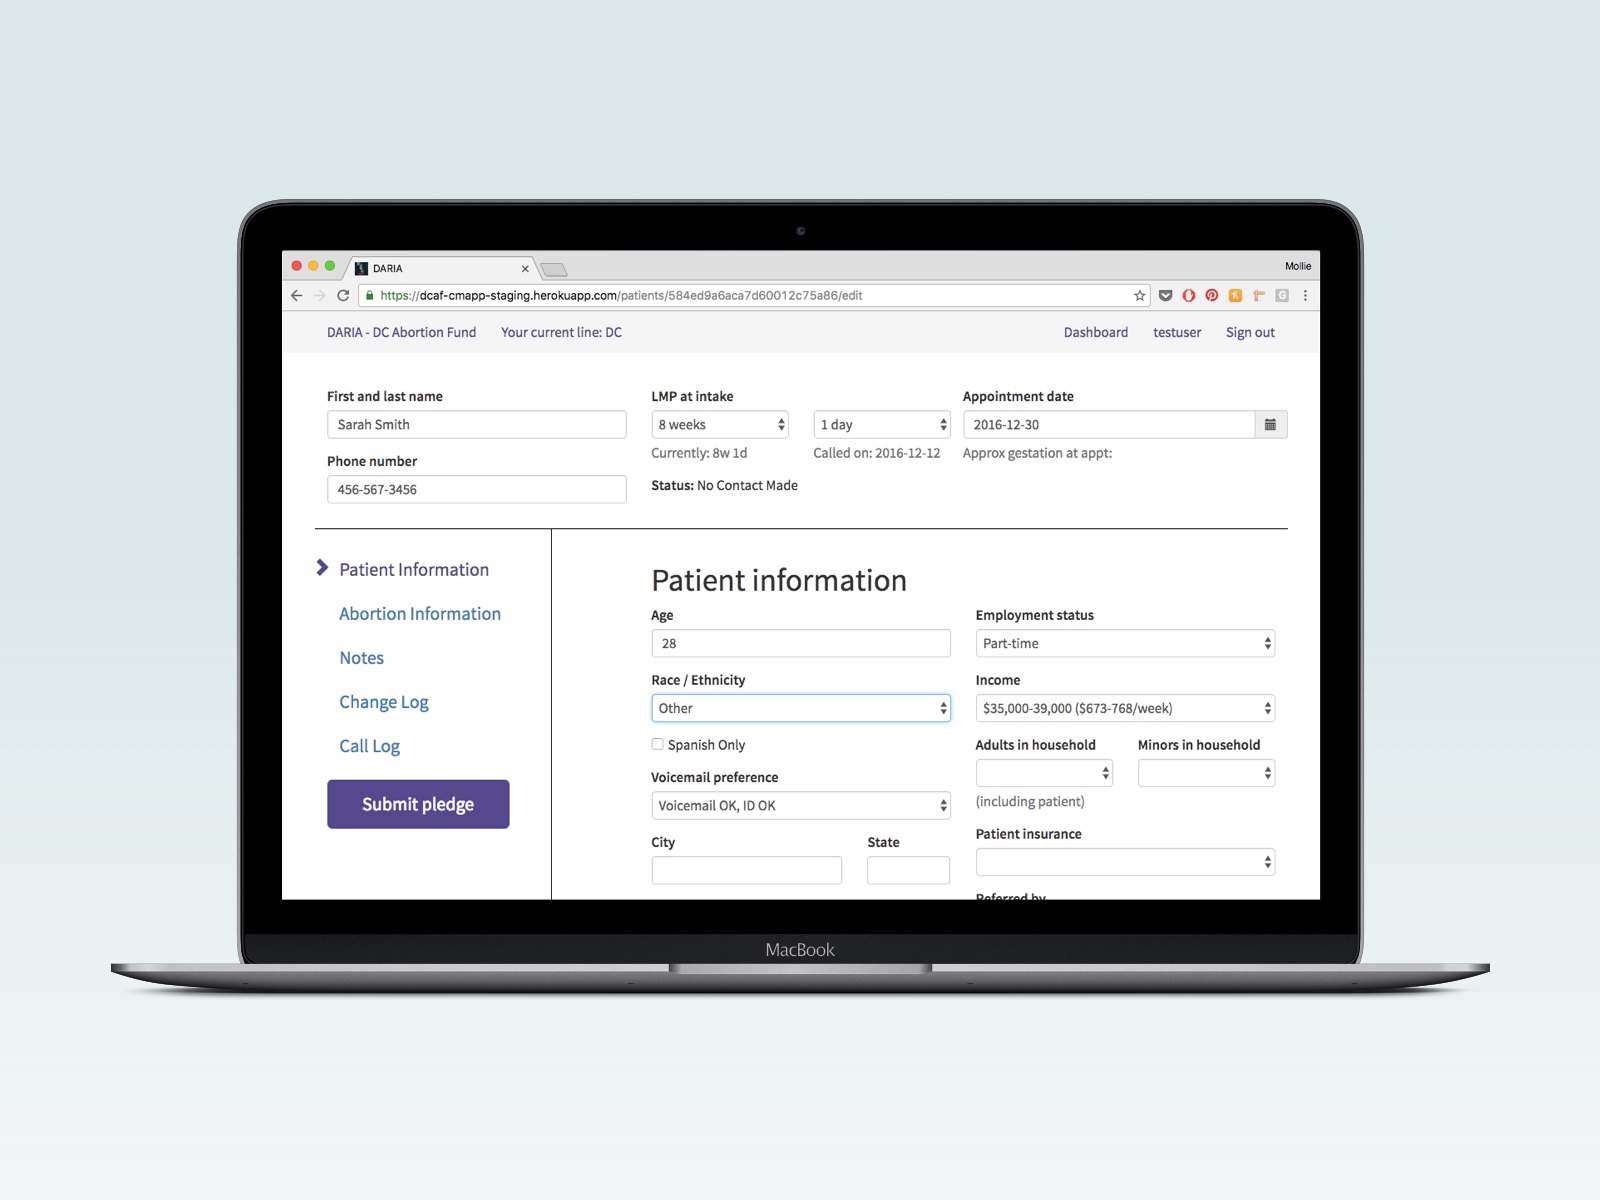 DARIA
Mollie
https://dcaf-cmapp-staging.herokuapp.com/patients/584ed9a6aca7d60012c75a86/edit
DARIA - DC Abortion Fund Your current line: DC Dashboard testuser Sign out
First and last name
Sarah Smith
Phone number
456-567-3456
LMP at intake
8 weeks 1 day
Currently: 8w 1d Called on: 2016-12-12
Status: No Contact Made
Appointment date
2016-12-30
Approx gestation at appt:
Patient Information
Abortion Information
Notes
Change Log
Call Log
Submit pledge
Patient information
Age
28
Race / Ethnicity
Other
Spanish Only
Voicemail preference
Voicemail OK, ID OK
City State
Employment status
Part-time
Income
$35,000-39,000 ($673-768/week)
Adults in household Minors in household
(including patient)
Patient insurance
Referred by
MacBook